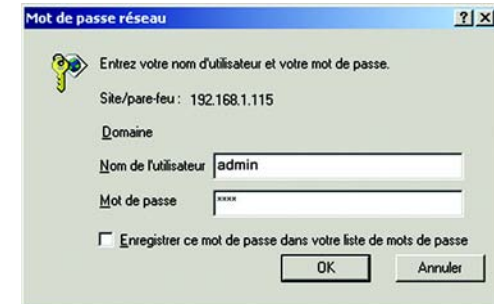 Mot de passe réseau
Entrez votre nom d'utilisateur et votre mot de passe.
Site/pare-feu : 192.168.1.115
Domaine
Nom de l'utilisateur admin
Mot de passe ××××
Enregistrer ce mot de passe dans votre liste de mots de passe
OK Annuler